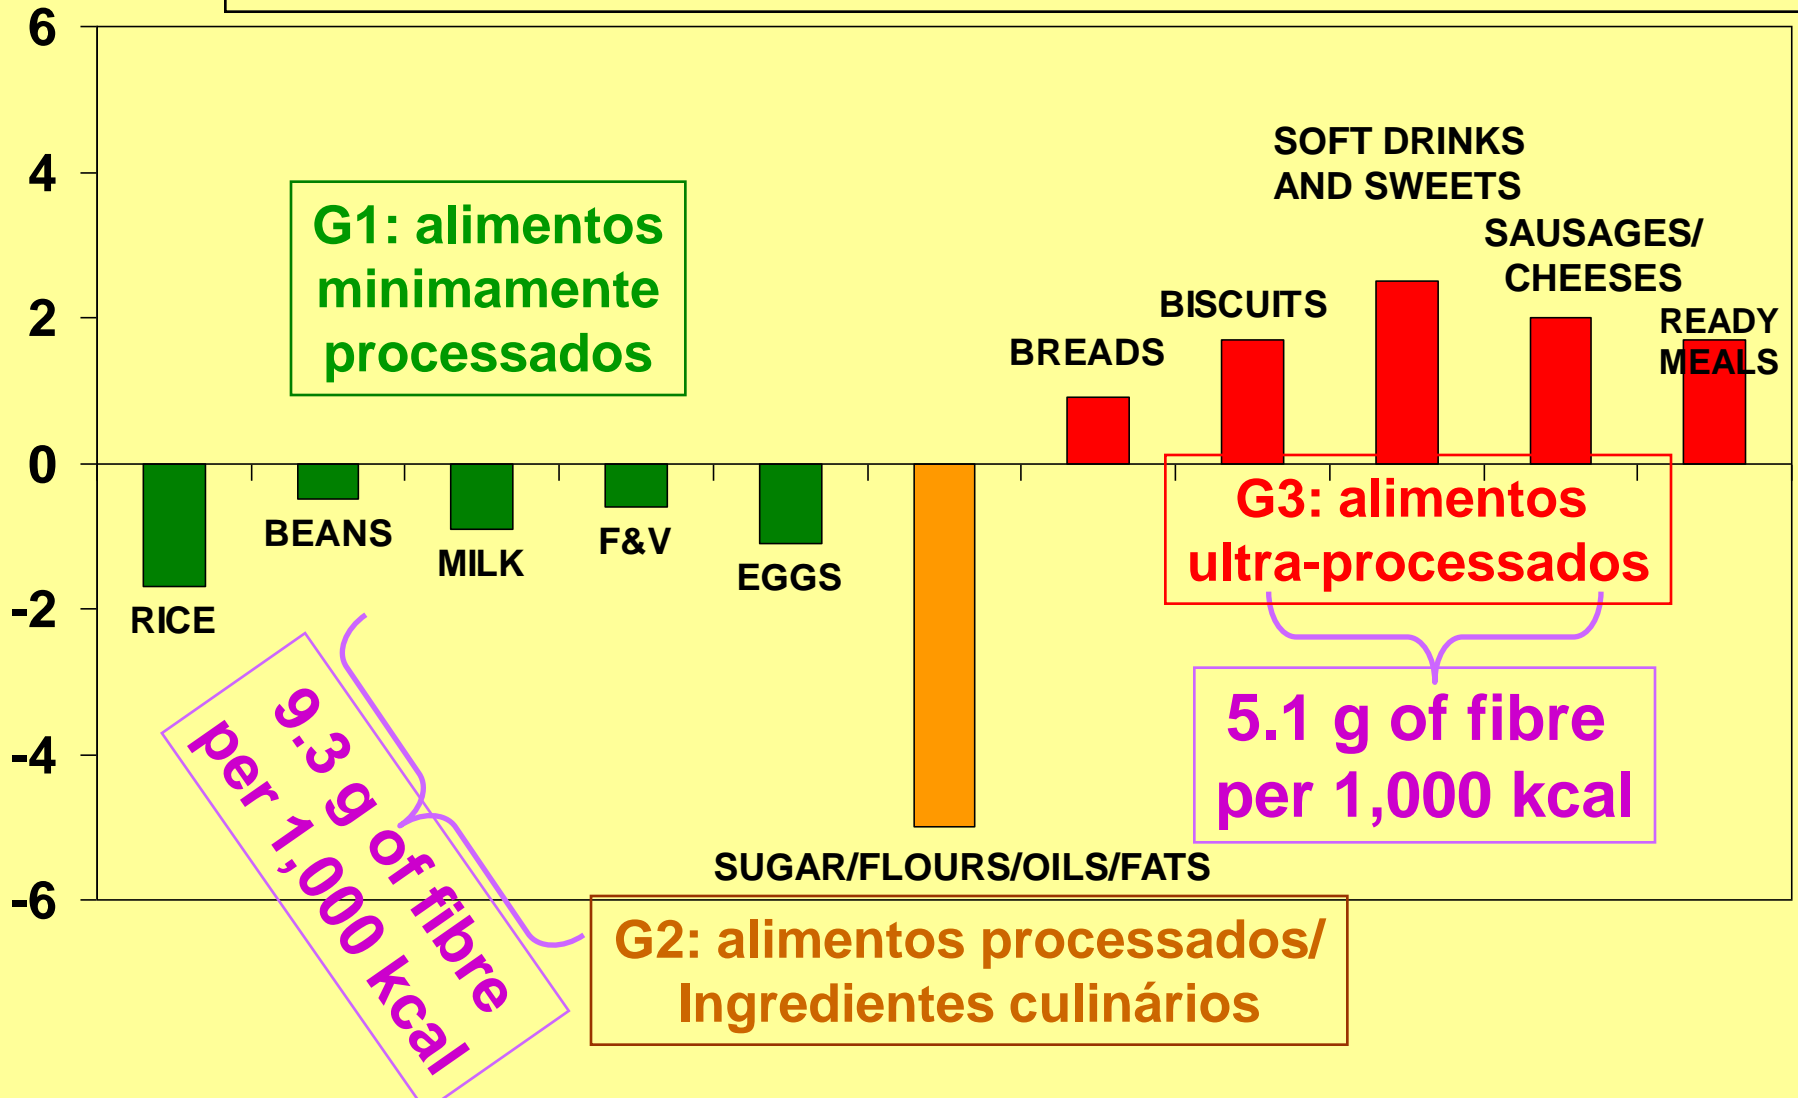 6
4
2
0
-2
-4
-6
G1: alimentos
minimamente
processados
SOFT DRINKS
AND SWEETS
SAUSAGES/
CHEESES
BISCUITS
READY
MEALS
BREADS
RICE
BEANS
MILK
F&V
EGGS
G3: alimentos
ultra-processados
5.1 g of fibre
per 1,000 kcal
9.3 g of fibre
per 1,000 kcal
SUGAR/FLOURS/OILS/FATS
G2: alimentos processados/
Ingredientes culinários